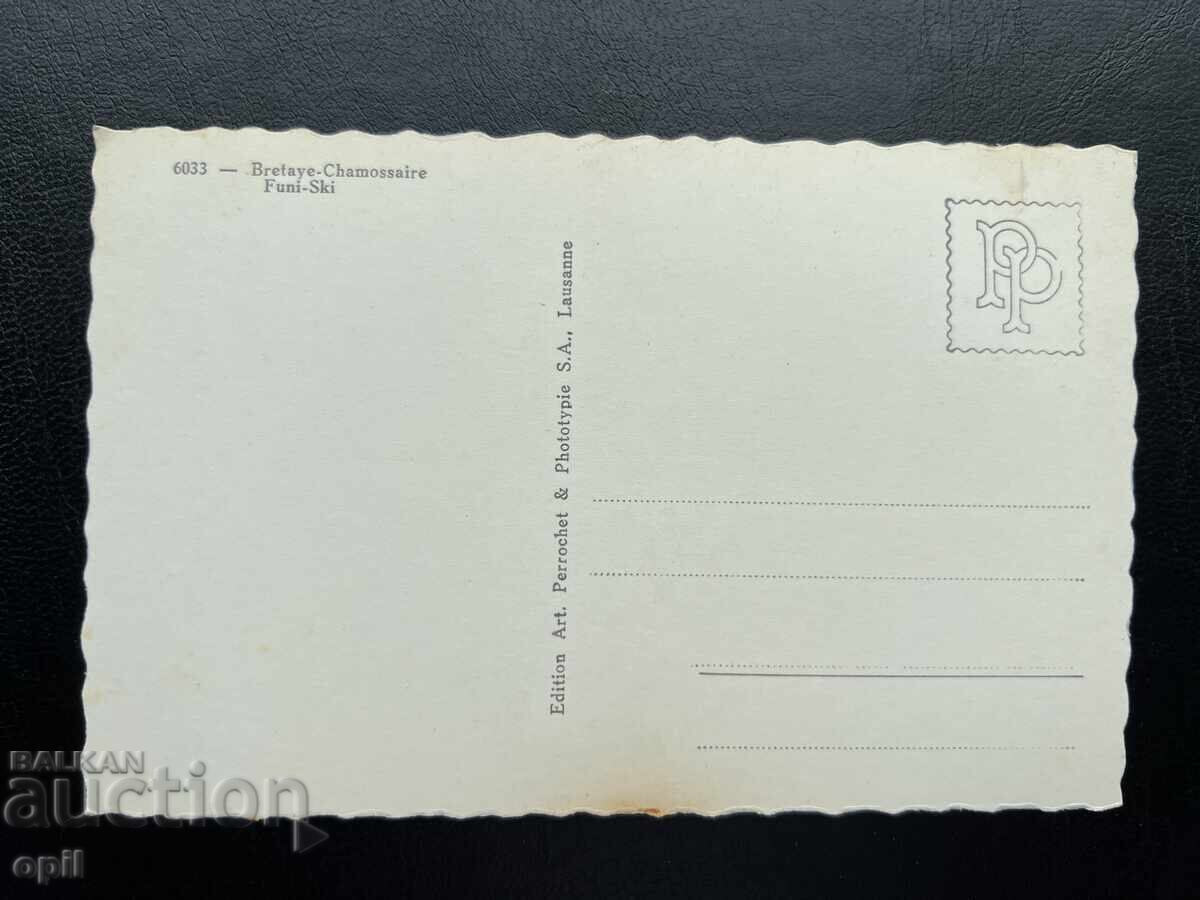 6033 — Bretaye-Chamossaire
Funi-Ski
Edition Art. Perrochet & Phototypie S.A., Lausanne
PP
BALKAN
auction
opil